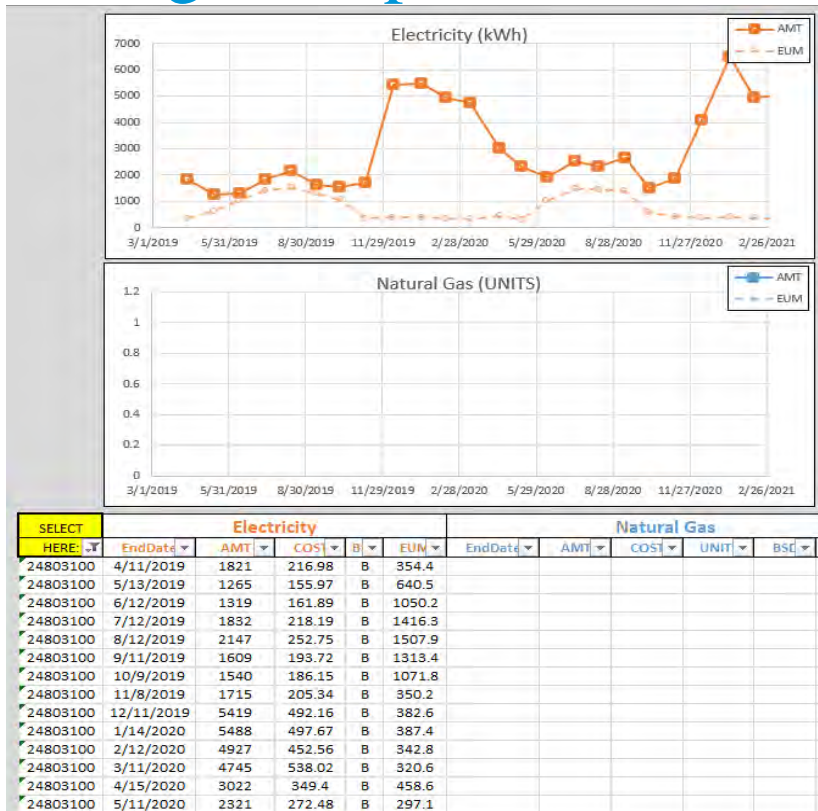 Electricity (kWh)
AMT
EUM
7000
6000
5000
4000
3000
2000
1000
0
3/1/2019 5/31/2019 8/30/2019 11/29/2019 2/28/2020 5/29/2020 8/28/2020 11/27/2020 2/26/2021
Natural Gas (UNITS)
AMT
EUM
1.2
1
0.8
0.6
0.4
0.2
0
3/1/2019 5/31/2019 8/30/2019 11/29/2019 2/28/2020 5/29/2020 8/28/2020 11/27/2020 2/26/2021
SELECT Electricity Natural Gas
HERE: EndDate AMT COST B EUM EndDate AMT COST UNIT BSD
24803100 4/11/2019 1821 216.98 B 354.4
24803100 5/13/2019 1265 155.97 B 640.5
24803100 6/12/2019 1319 161.89 B 1050.2
24803100 7/12/2019 1832 218.19 B 1416.3
24803100 8/12/2019 2147 252.75 B 1507.9
24803100 9/11/2019 1609 193.72 B 1313.4
24803100 10/9/2019 1540 186.15 B 1071.8
24803100 11/8/2019 1715 205.34 B 350.2
24803100 12/11/2019 5419 492.16 B 382.6
24803100 1/14/2020 5488 497.67 B 387.4
24803100 2/12/2020 4927 452.56 B 342.8
24803100 3/11/2020 4745 538.02 B 320.6
24803100 4/15/2020 3022 349.4 B 458.6
24803100 5/11/2020 2321 272.48 B 297.1